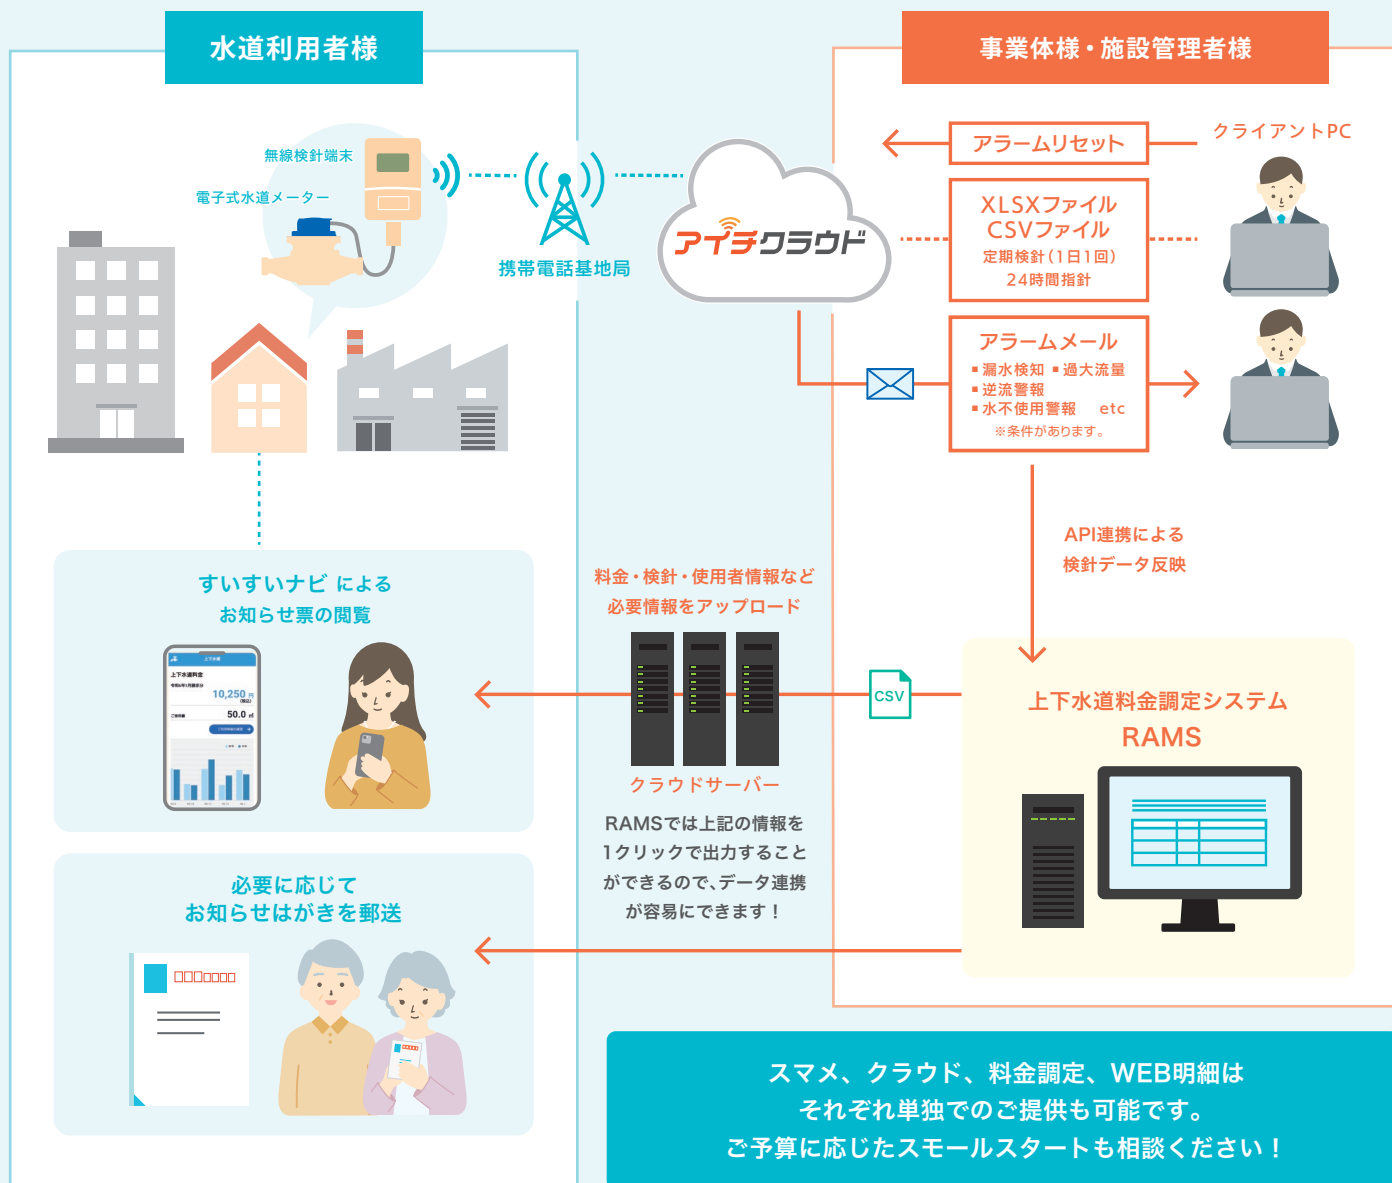 水道利用者様
事業体様・施設管理者様
無線検針端末
電子式水道メーター
携帯電話基地局
アイチクラウド
アラームリセット
クライアントPC
XLSXファイル
CSVファイル
定期検針(1日1回)
24時間指針
アラームメール
▪漏水検知 ▪過大流量
▪逆流警報
▪水不使用警報 etc
※条件があります。
API連携による
検針データ反映
すいすいナビ による
お知らせ票の閲覧
上下水道
上下水道料金
10,250 円
(税込)
50.0 ㎥
料金・検針・使用者情報など
必要情報をアップロード
クラウドサーバー
RAMSでは上記の情報を
1クリックで出力すること
ができるので、データ連携
が容易にできます！
CSV
上下水道料金調定システム
RAMS
必要に応じて
お知らせはがきを郵送
スマメ、クラウド、料金調定、WEB明細は
それぞれ単独でのご提供も可能です。
ご予算に応じたスモールスタートも相談ください！